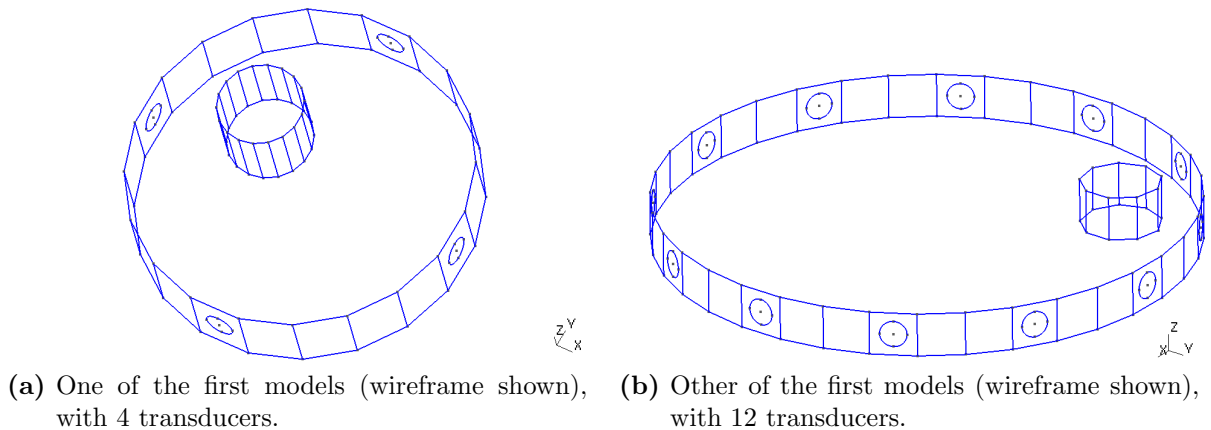 Z Y
X
Z
X Y
(a) One of the first models (wireframe shown),
with 4 transducers.
(b) Other of the first models (wireframe shown),
with 12 transducers.